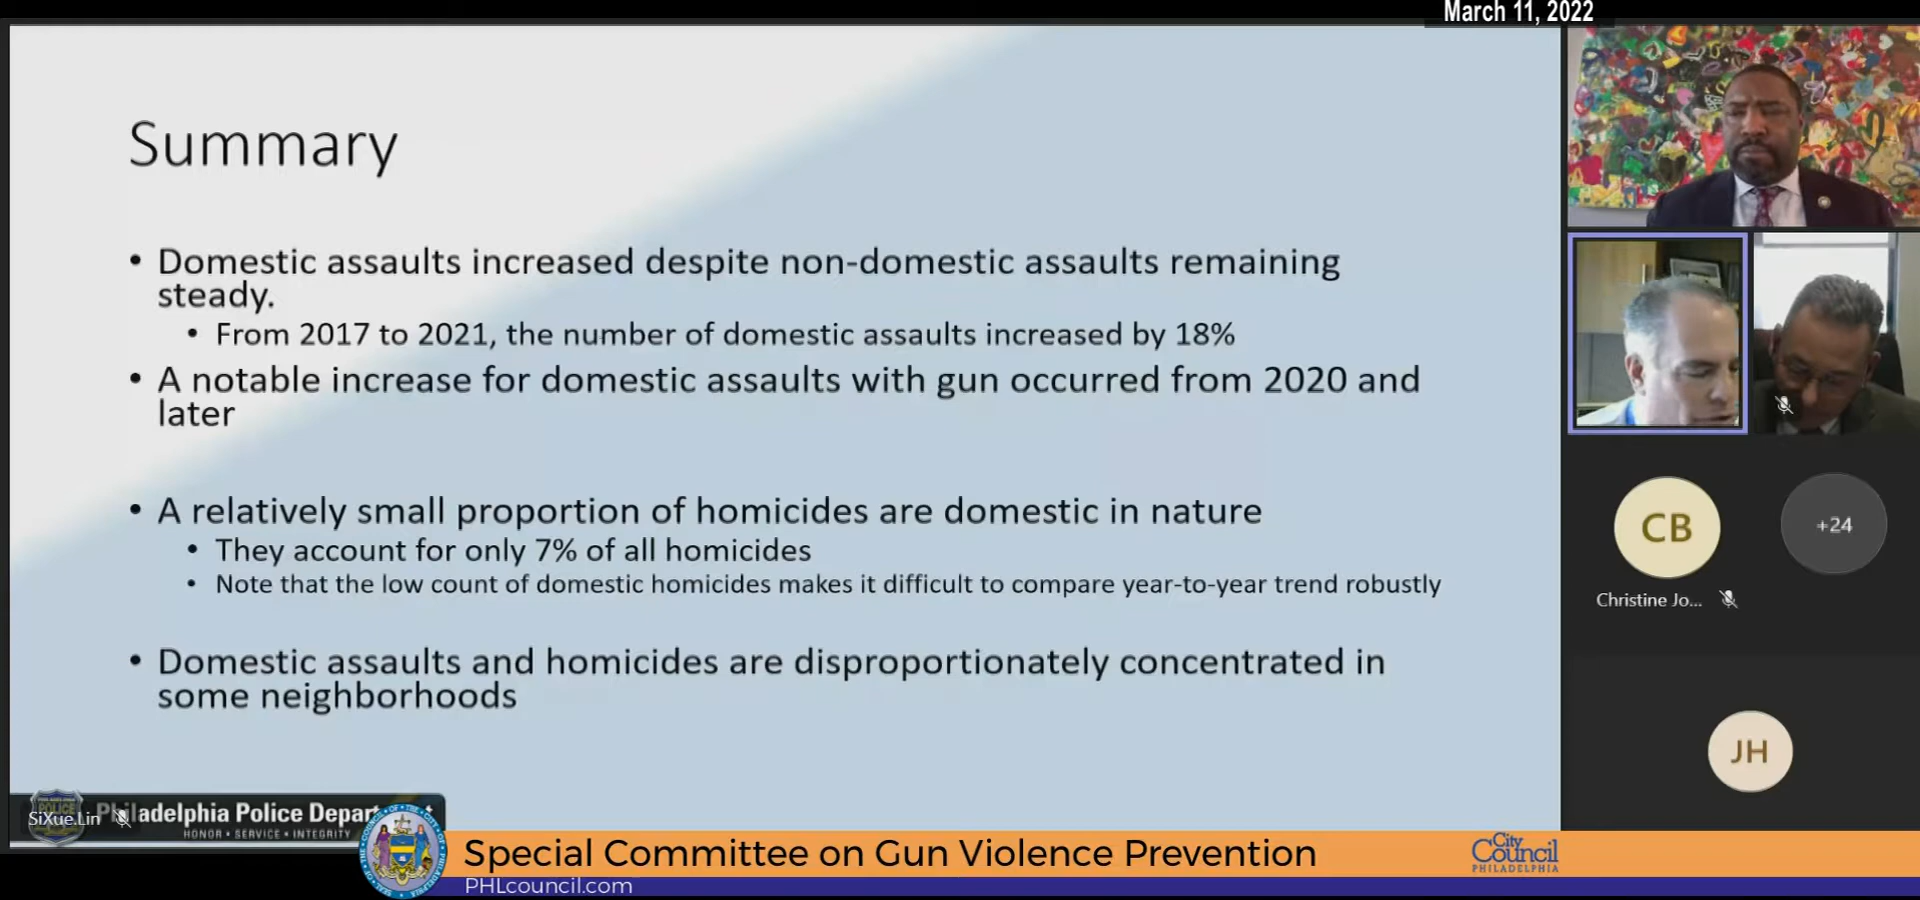 March 11, 2022
Summary
• Domestic assaults increased despite non-domestic assaults remaining
steady.
• From 2017 to 2021, the number of domestic assaults increased by 18%
• A notable increase for domestic assaults with gun occurred from 2020 and
later
• A relatively small proportion of homicides are domestic in nature
• They account for only 7% of all homicides
• Note that the low count of domestic homicides makes it difficult to compare year-to-year trend robustly
• Domestic assaults and homicides are disproportionately concentrated in
some neighborhoods
CB
+24
Christine Jo...
JH
SiXue.Lin
Philadelphia Police Depar
HONOR • SERVICE • INTEGRITY
Special Committee on Gun Violence Prevention
City
Council
PHILADELPHIA
PHLcouncil.com